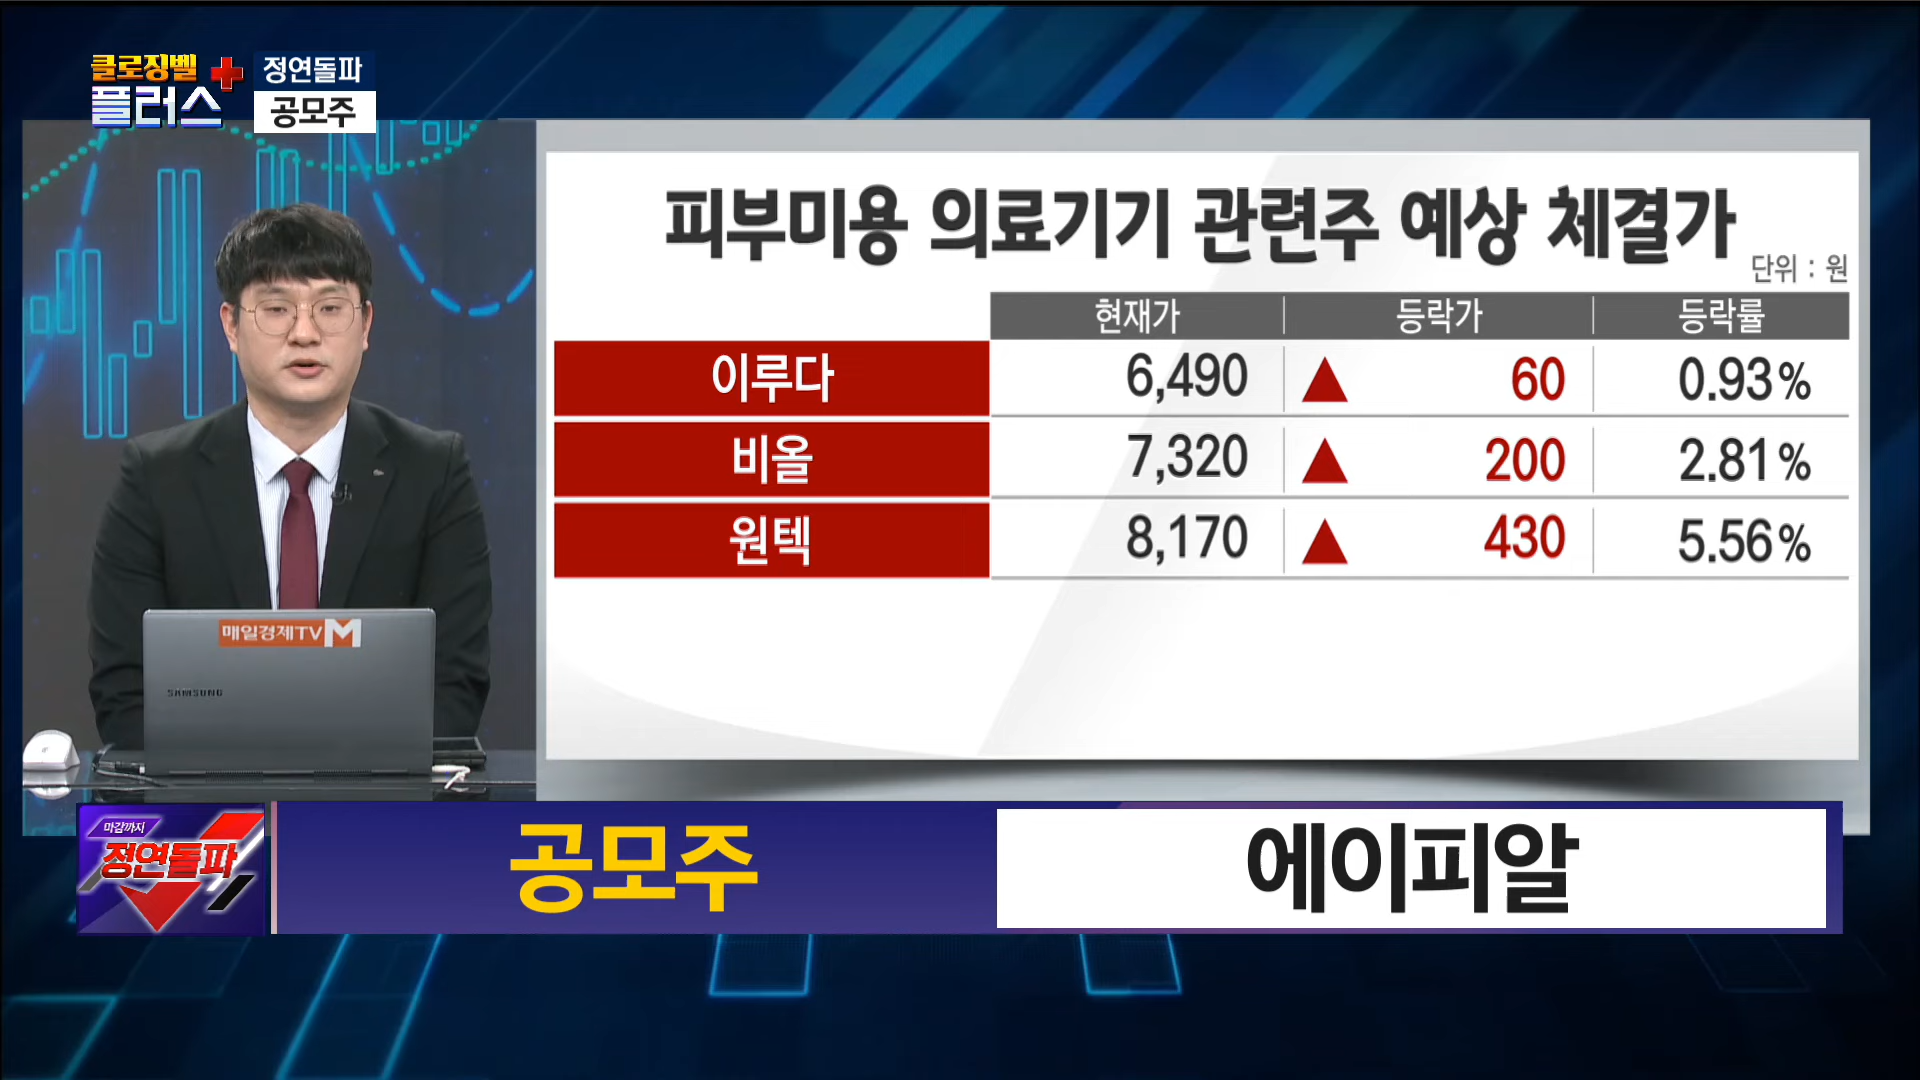 클로징벨
플러스
정연돌파
공모주
피부미용 의료기기 관련주 예상 체결가
단위 : 원
현재가 등락가 등락률
이루다 6,490 ▲ 60 0.93%
비올 7,320 ▲ 200 2.81%
원텍 8,170 ▲ 430 5.56%
매일경제TV M
SAMSUNG
마감까지
정연돌파
공모주 에이피알